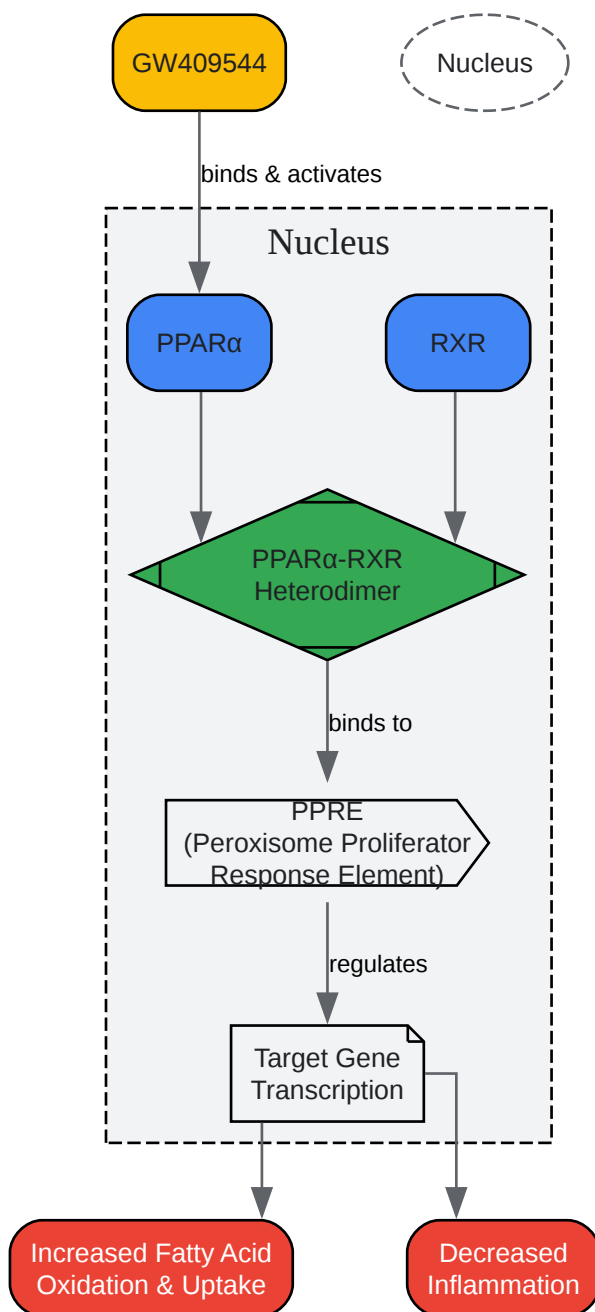 GW409544
Nucleus
binds & activates
Nucleus
PPARα
RXR
PPARα-RXR
Heterodimer
binds to
PPRE
(Peroxisome Proliferator
Response Element)
regulates
Target Gene
Transcription
Increased Fatty Acid
Oxidation & Uptake
Decreased
Inflammation